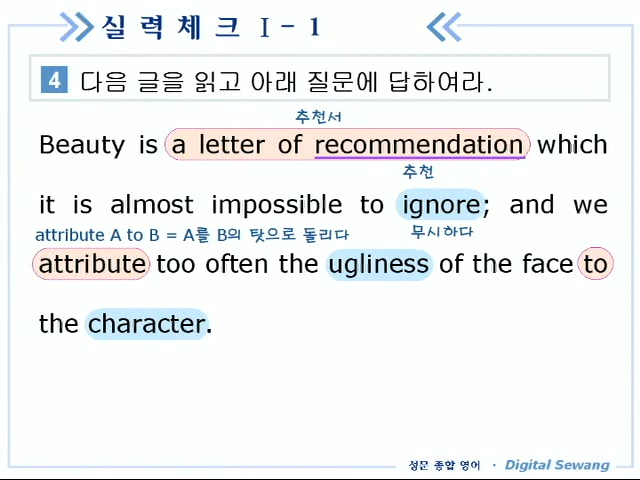 실력체크 I - 1
4 다음 글을 읽고 아래 질문에 답하여라.
추천서
Beauty is a letter of recommendation which
추천
it is almost impossible to ignore; and we
attribute A to B = A를 B의 탓으로 돌리다 무시하다
attribute too often the ugliness of the face to
the character.
성문 종합 영어 · Digital Sewang